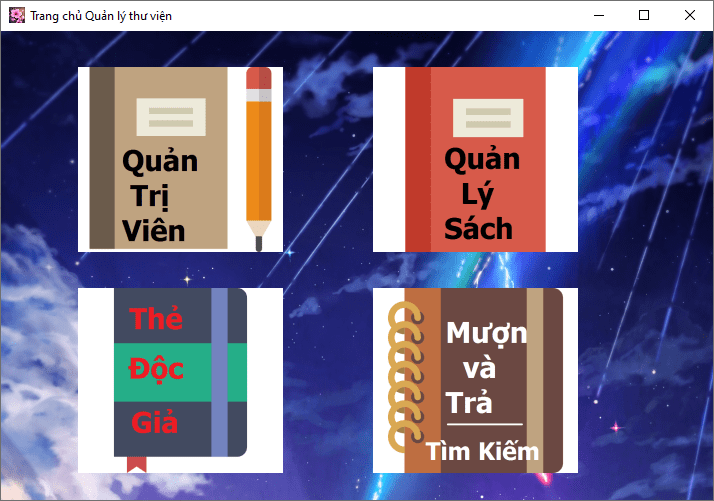 Trang chủ Quản lý thư viện
Quản
Trị
Viên
Quản
Lý
Sách
Thẻ
Độc
Giả
Mượn
và
Trả
Tìm Kiếm